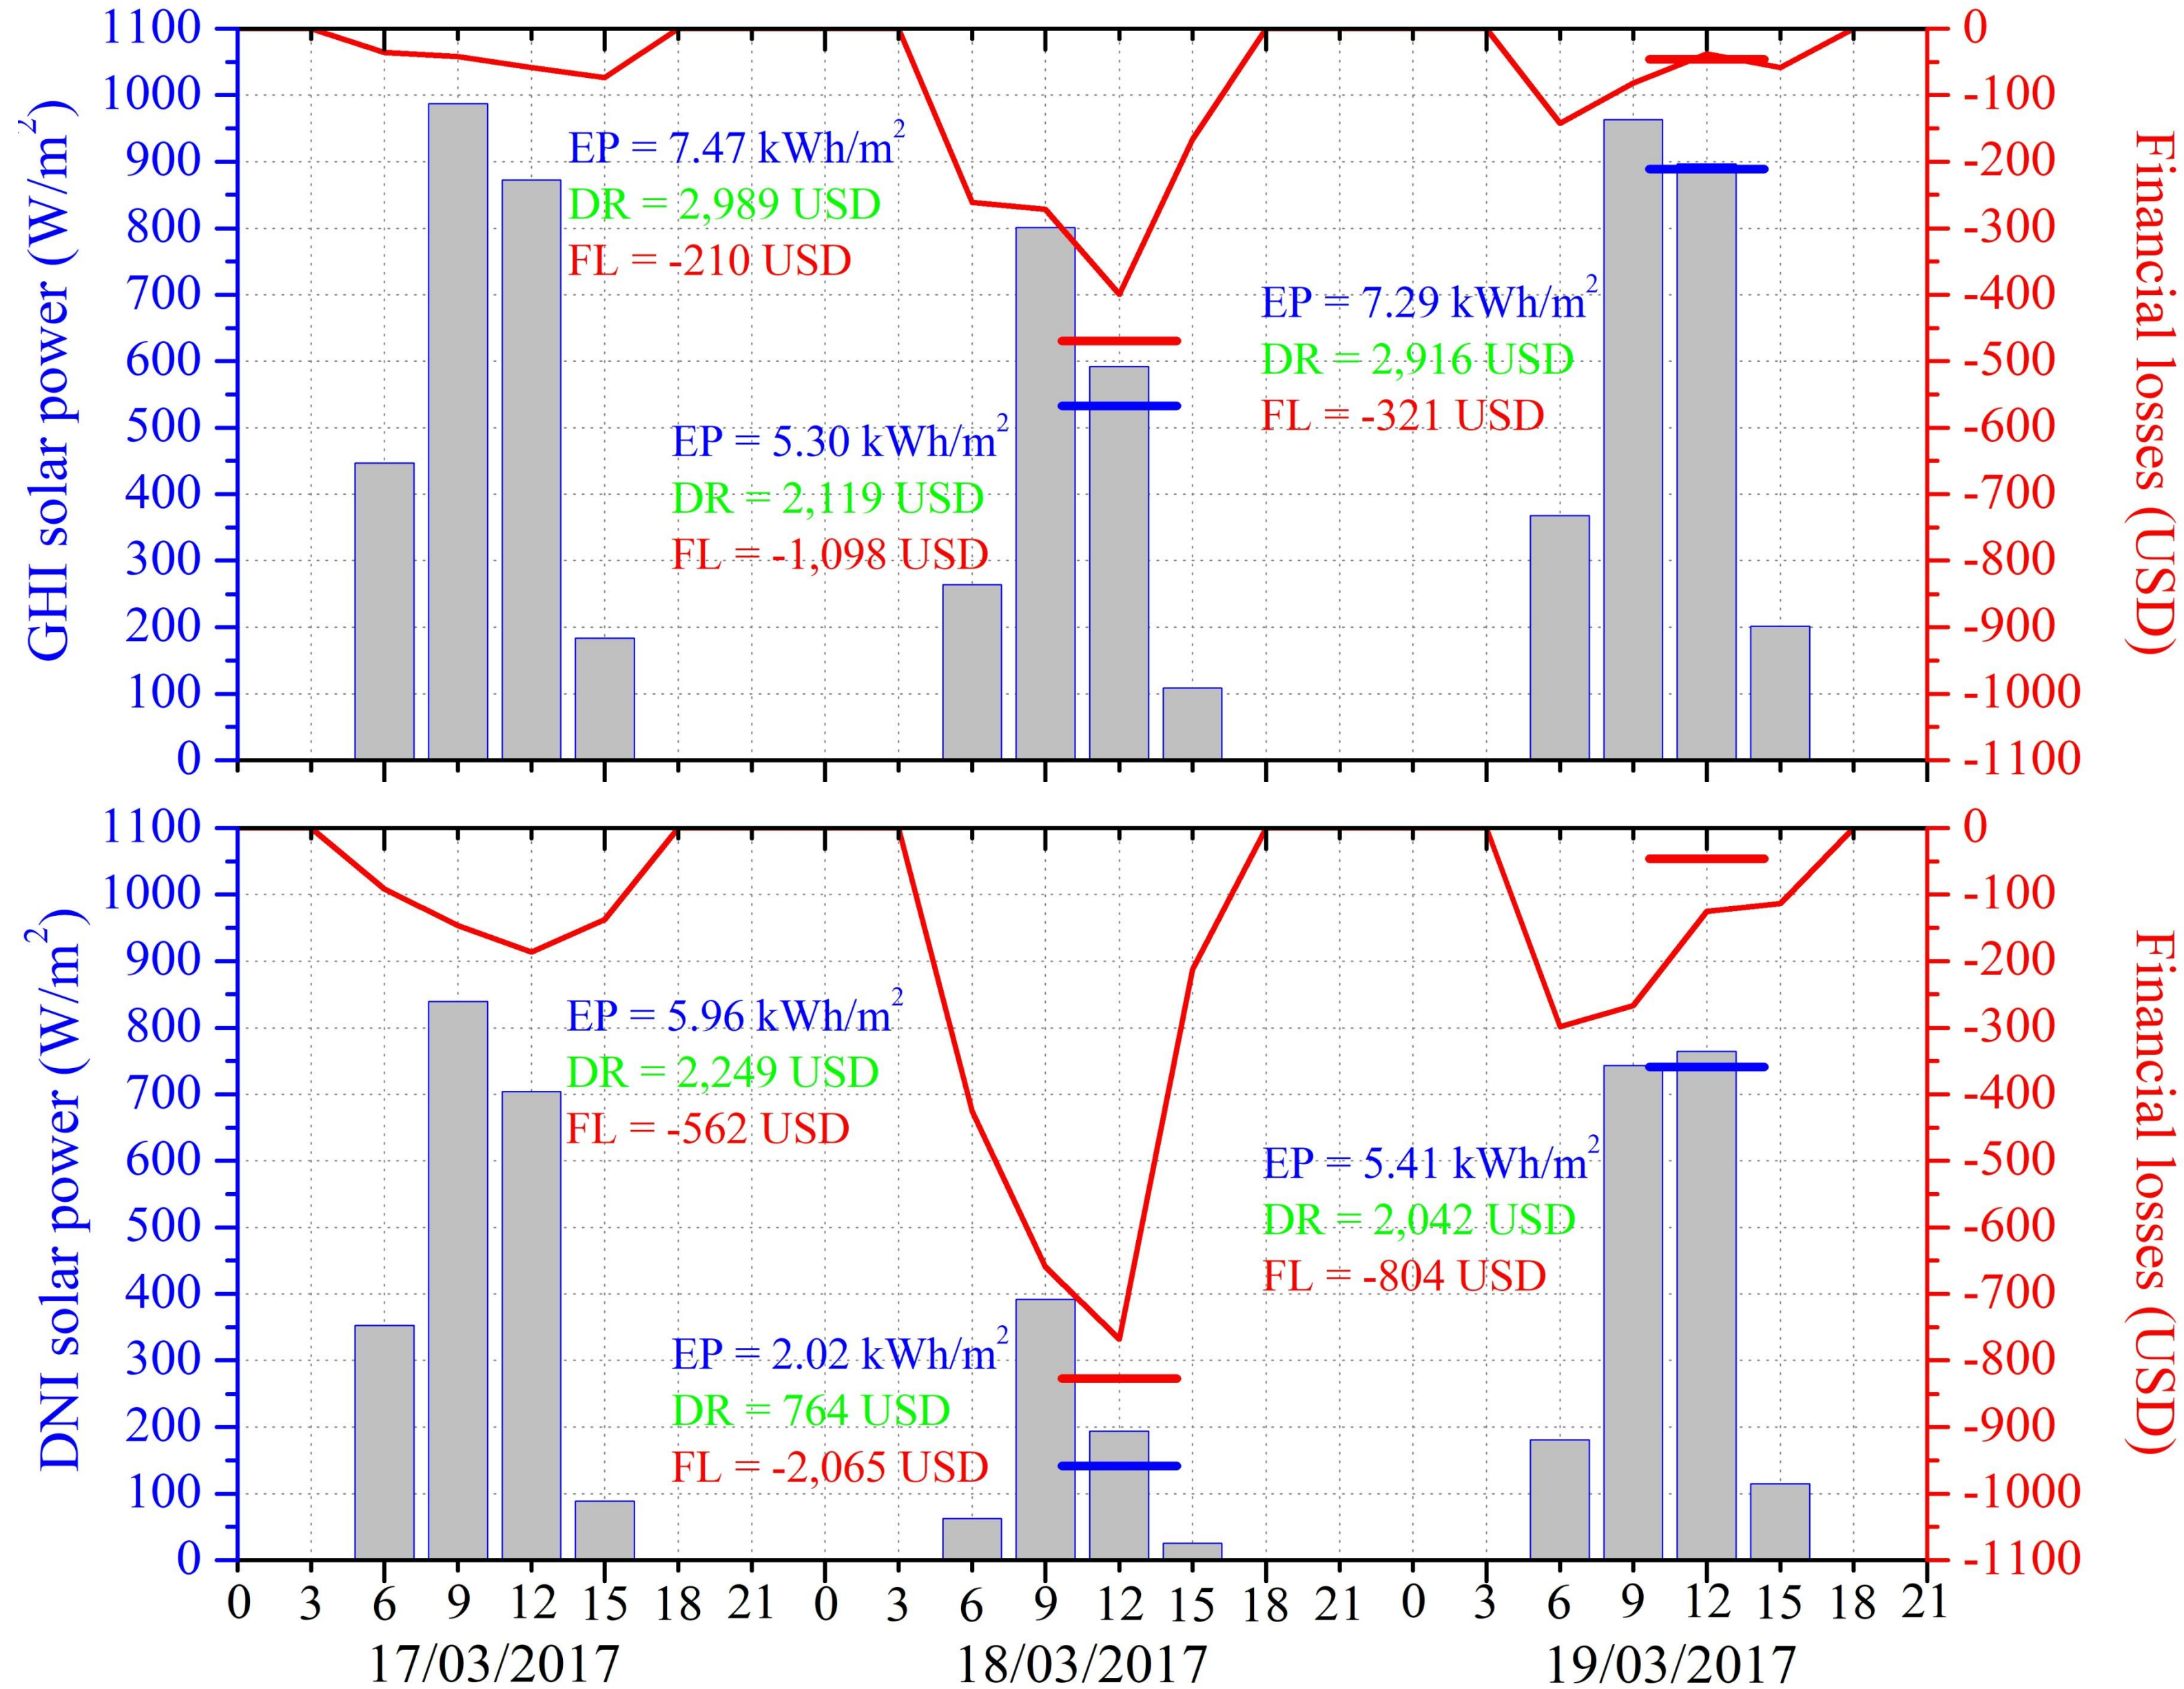 GHI solar power (W/m²)
1100
1000
900
800
700
600
500
400
300
200
100
0
EP = 7.47 kWh/m²
DR = 2,989 USD
FL = -210 USD
EP = 5.30 kWh/m²
DR = 2,119 USD
FL = -1,098 USD
EP = 7.29 kWh/m²
DR = 2,916 USD
FL = -321 USD
0
-100
-200
-300
-400
-500
-600
-700
-800
-900
-1000
-1100
Financial losses (USD)
DNI solar power (W/m²)
1100
1000
900
800
700
600
500
400
300
200
100
0
EP = 5.96 kWh/m²
DR = 2,249 USD
FL = -562 USD
EP = 2.02 kWh/m²
DR = 764 USD
FL = -2,065 USD
EP = 5.41 kWh/m²
DR = 2,042 USD
FL = -804 USD
0
-100
-200
-300
-400
-500
-600
-700
-800
-900
-1000
-1100
Financial losses (USD)
0 3 6 9 12 15 18 21 0 3 6 9 12 15 18 21 0 3 6 9 12 15 18 21
17/03/2017 18/03/2017 19/03/2017